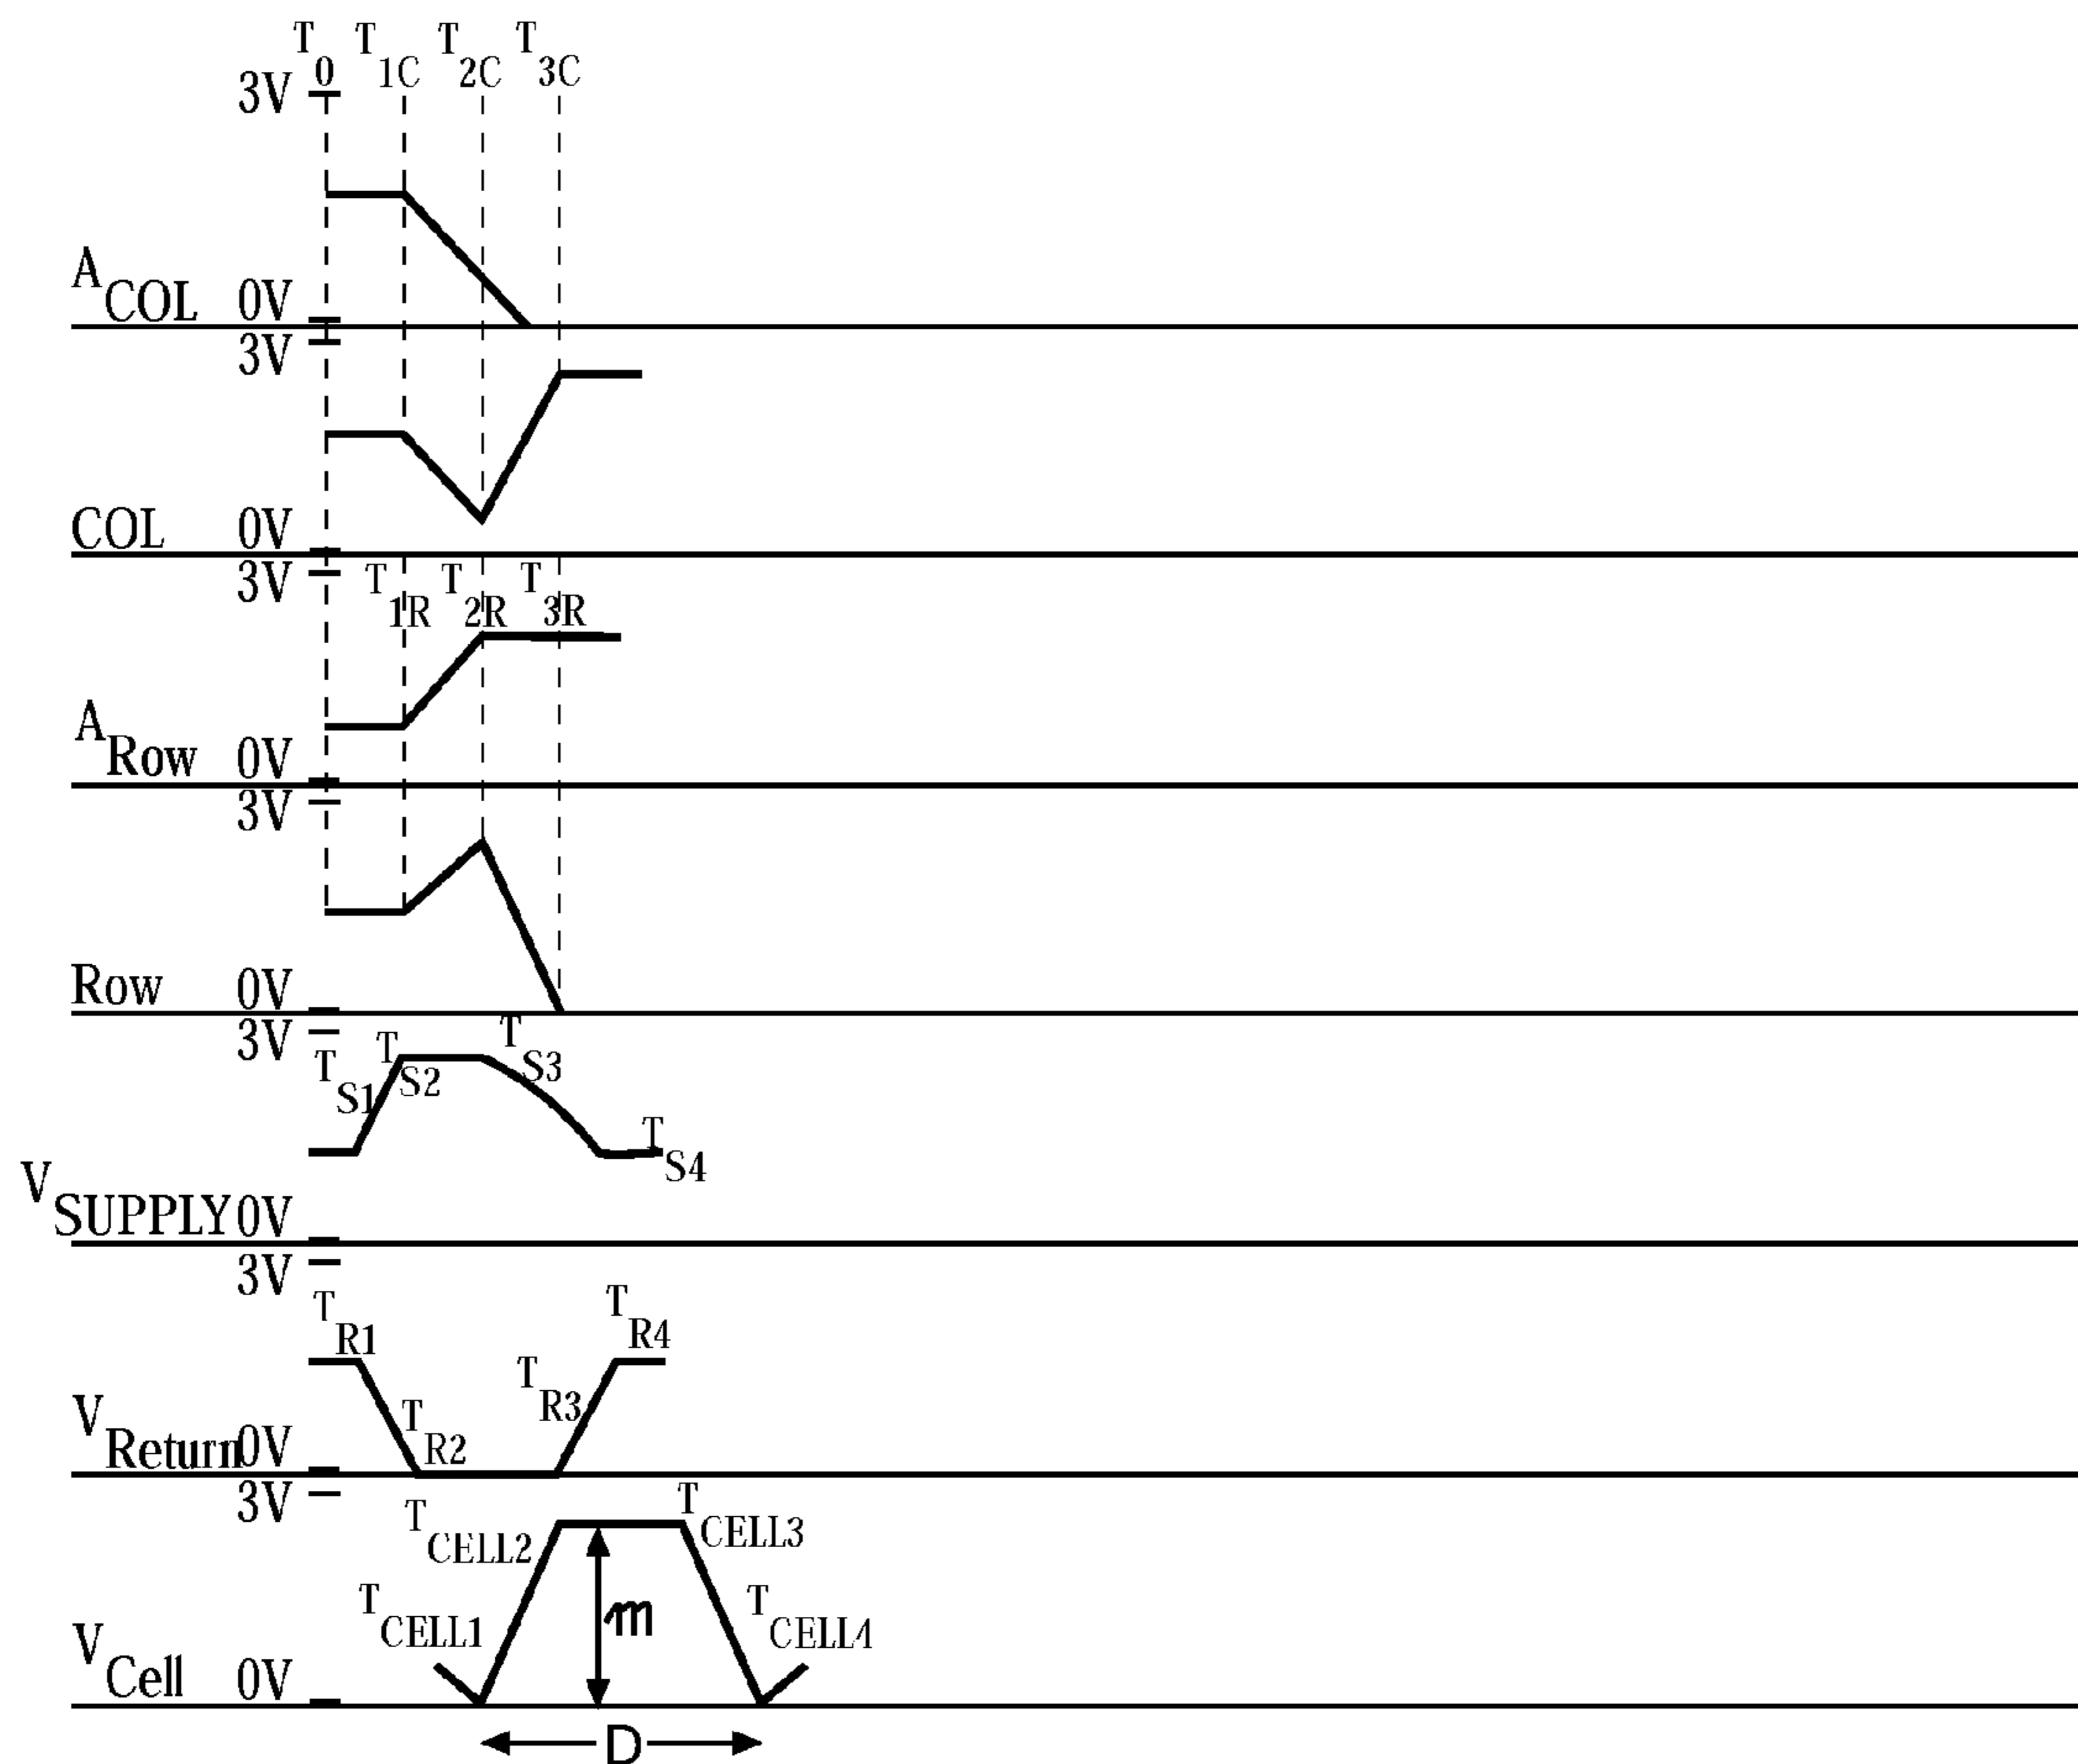 T0 T1C T2C T3C
3V
ACOL 0V
3V
COL 0V
3V T1R T2R T3R
ARow 0V
3V
Row 0V
3V TS1 TS2 TS3
TS4
VSUPPLY 0V
3V
TR1 TR4
TR2 TR3
VReturn 0V
3V TCELL2 TCELL3
m
TCELL1 TCELL4
VCell 0V
D